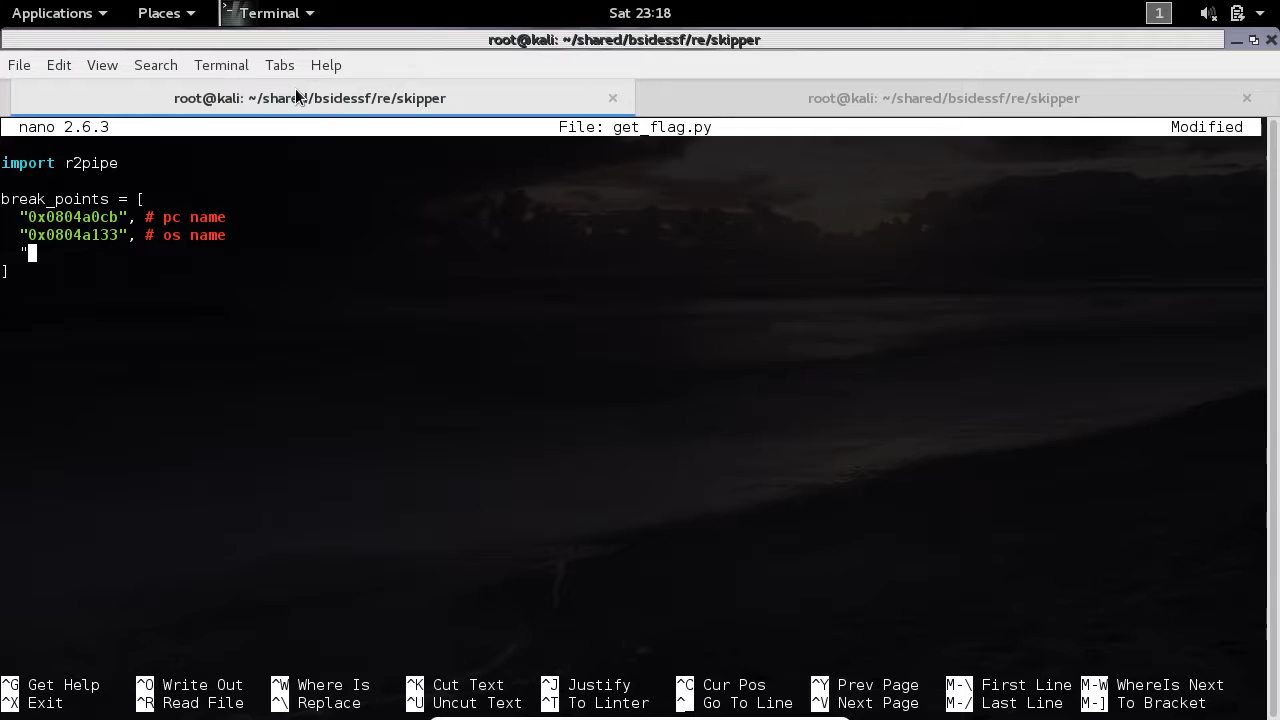 Applications Places Terminal Sat 23:18 1
root@kali: ~/shared/bsidessf/re/skipper
File Edit View Search Terminal Tabs Help
root@kali: ~/shared/bsidessf/re/skipper × root@kali: ~/shared/bsidessf/re/skipper ×
nano 2.6.3 File: get_flag.py Modified
import r2pipe
break_points = [
"0x0804a0cb", # pc name
"0x0804a133", # os name
"
]
^G Get Help ^O Write Out ^W Where Is ^K Cut Text ^J Justify ^C Cur Pos ^Y Prev Page M-\ First Line M-W WhereIs Next
^X Exit ^R Read File ^\ Replace ^U Uncut Text ^T To Linter ^_ Go To Line ^V Next Page M-/ Last Line M-] To Bracket